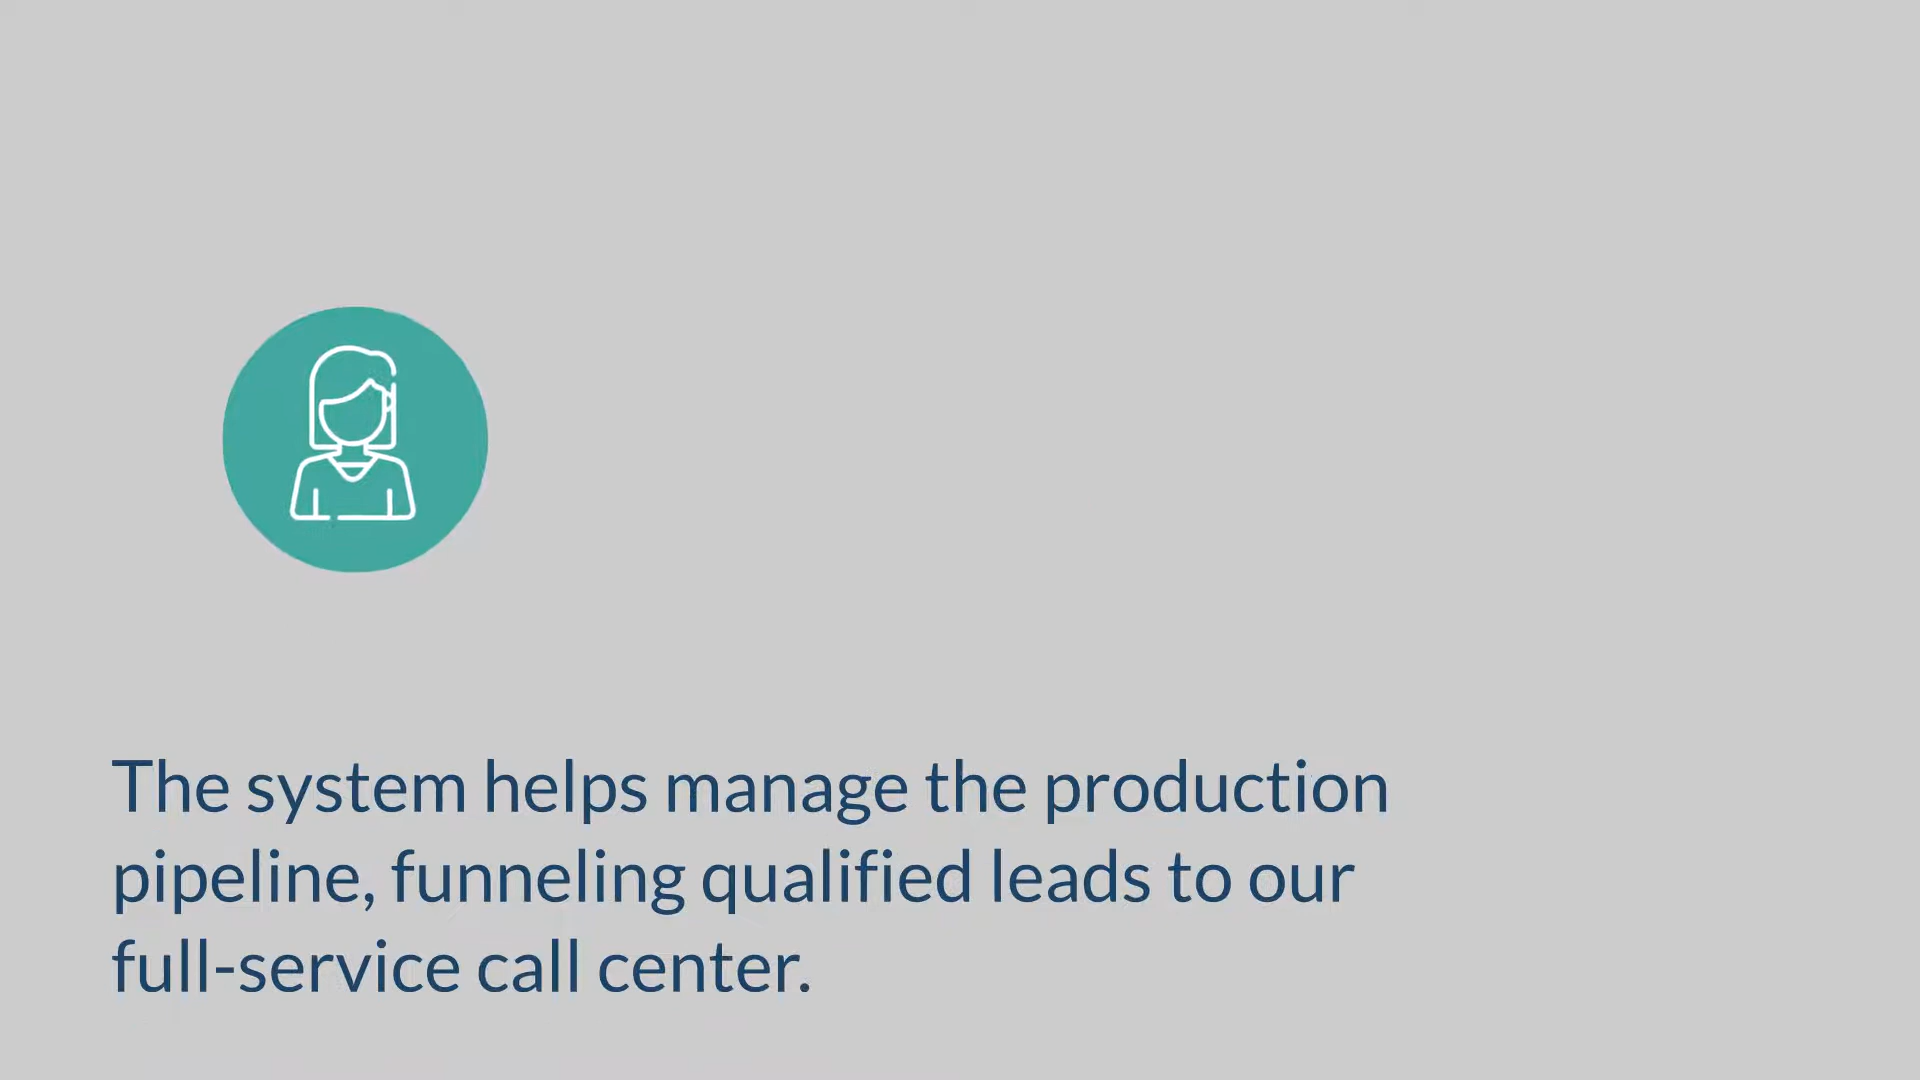 The system helps manage the production
pipeline, funneling qualified leads to our
full-service call center.